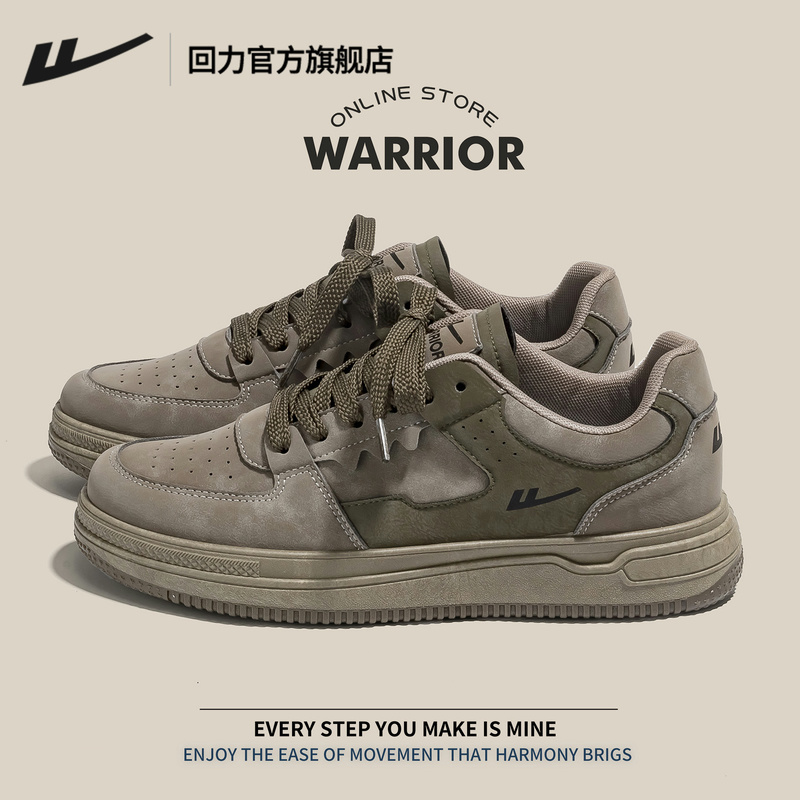 回力官方旗舰店
ONLINE STORE
WARRIOR
RIOR
EVERY STEP YOU MAKE IS MINE
ENJOY THE EASE OF MOVEMENT THAT HARMONY BRIGS